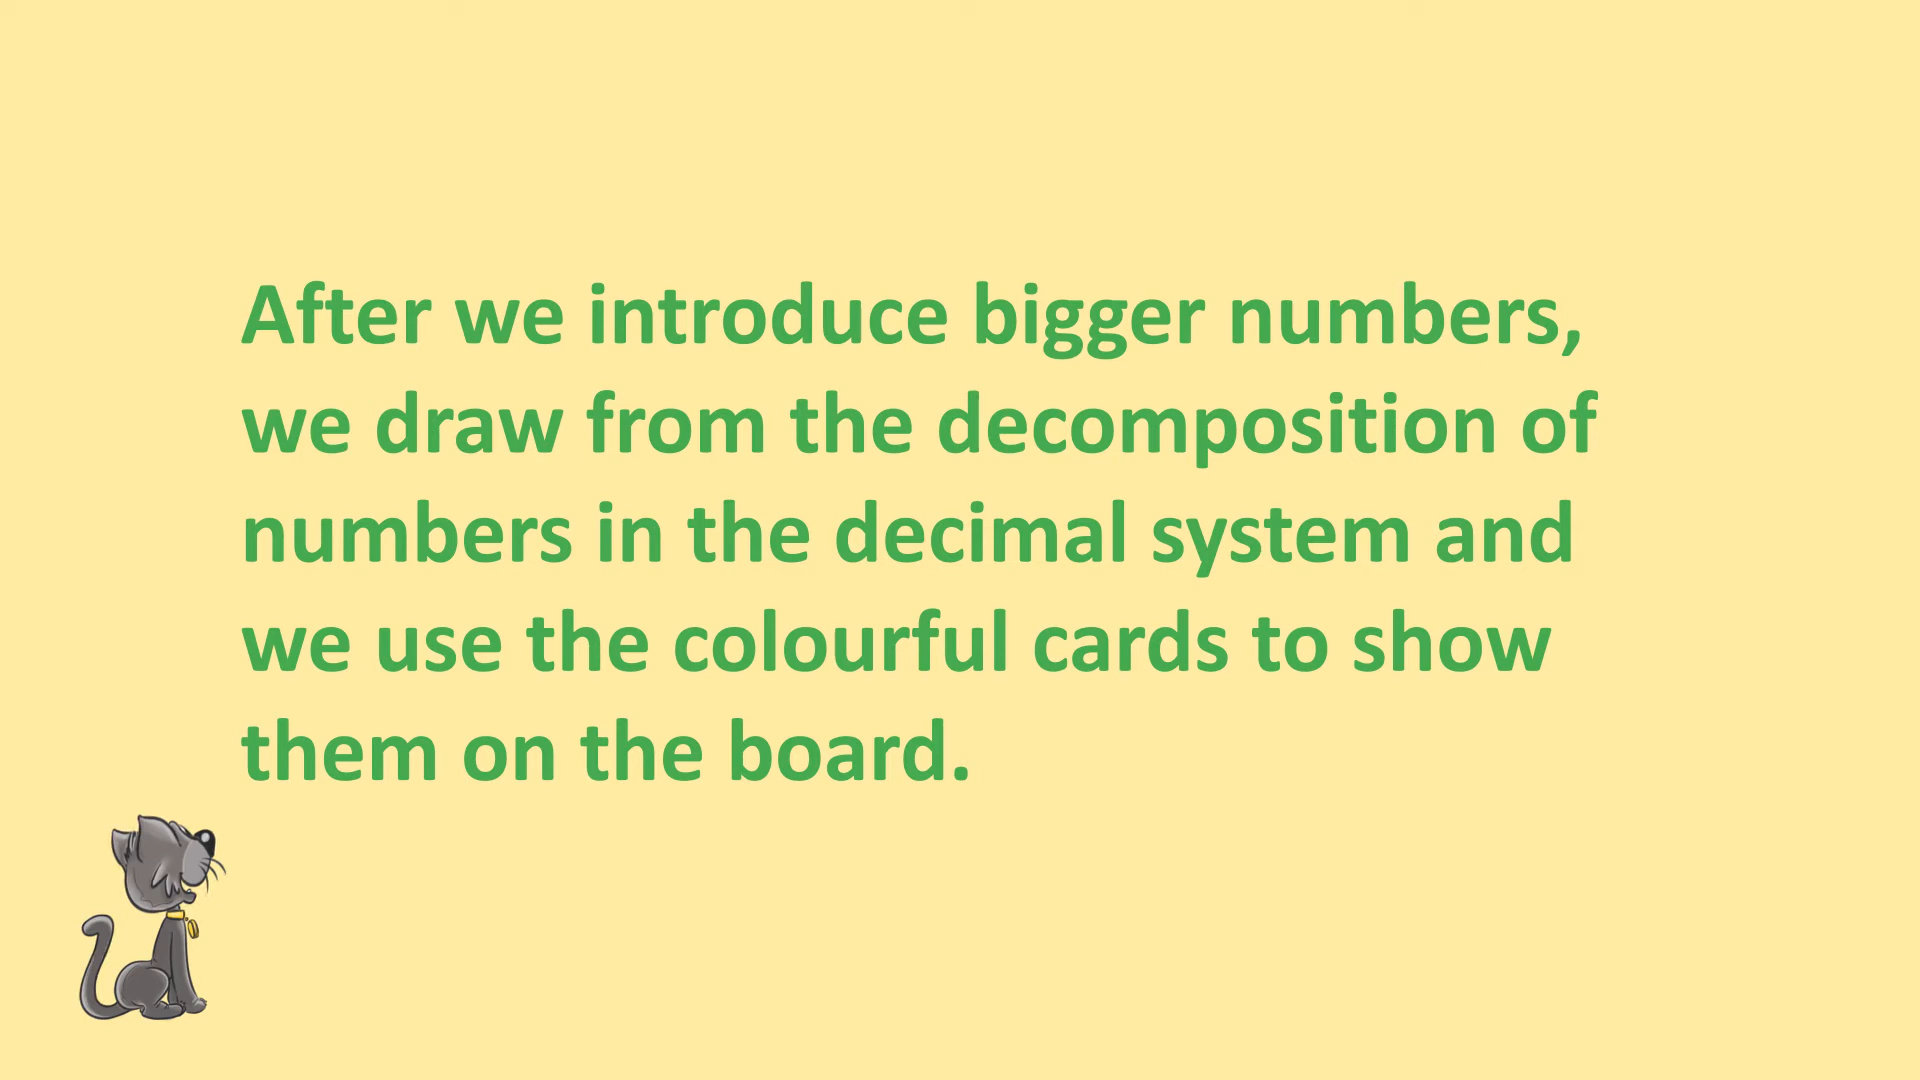 After we introduce bigger numbers,
we draw from the decomposition of
numbers in the decimal system and
we use the colourful cards to show
them on the board.